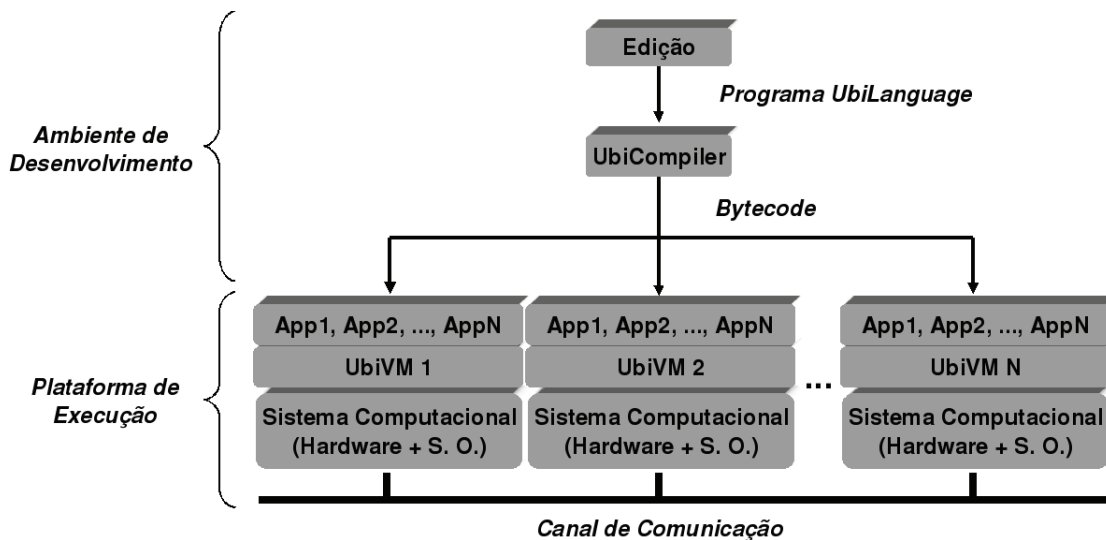 Edição
Programa UbiLanguage
Ambiente de
Desenvolvimento
UbiCompiler
Bytecode
App1, App2, ..., AppN
App1, App2, ..., AppN
App1, App2, ..., AppN
UbiVM 1
UbiVM 2
...
UbiVM N
Plataforma de
Execução
Sistema Computacional
(Hardware + S. O.)
Sistema Computacional
(Hardware + S. O.)
Sistema Computacional
(Hardware + S. O.)
Canal de Comunicação